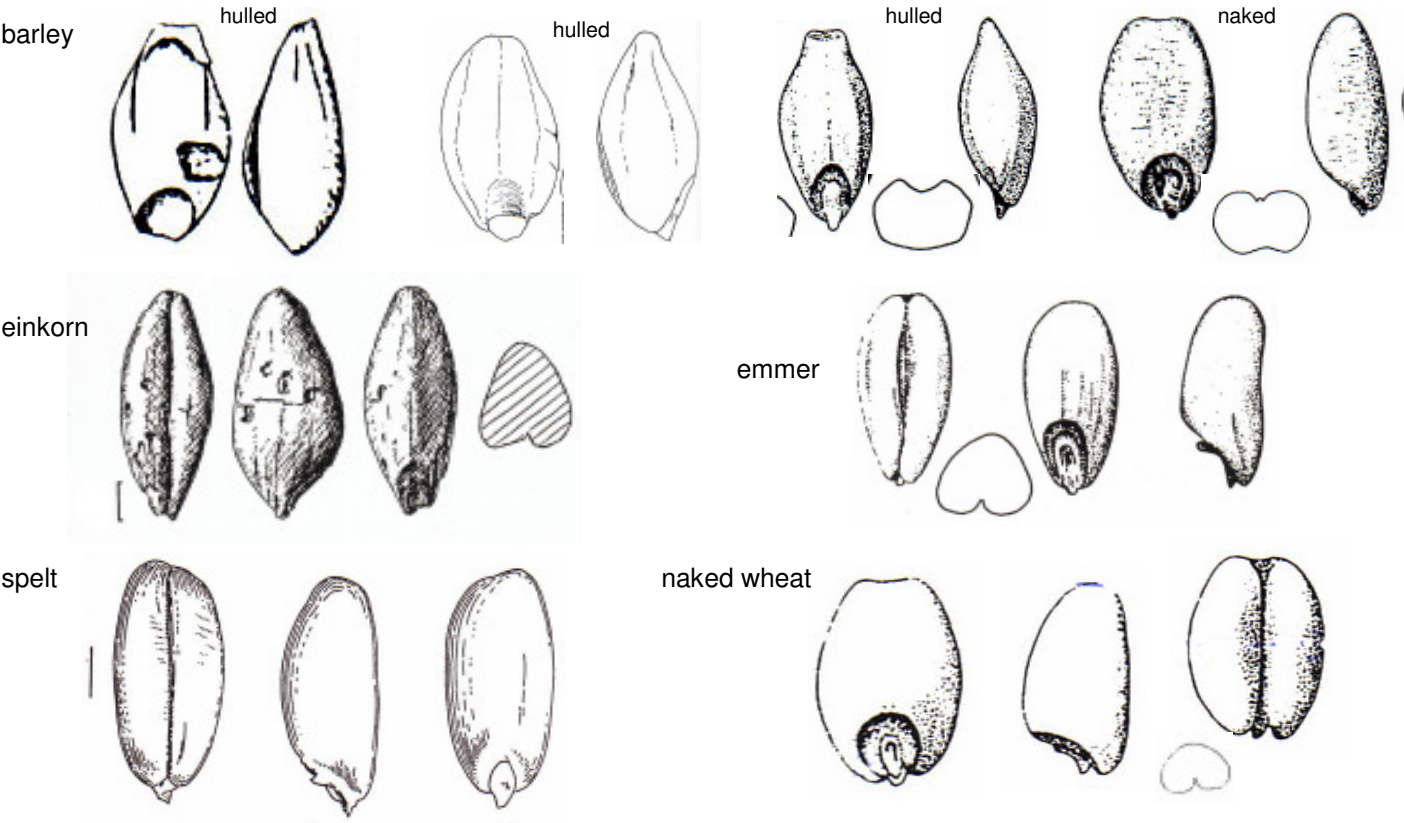 barley
hulled
hulled
hulled
naked
einkorn
emmer
spelt
naked wheat